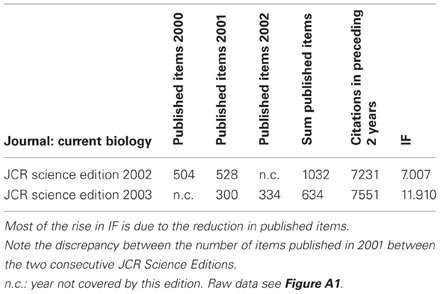 Journal: current biology Published items 2000 Published items 2001 Published items 2002 Sum published items Citations in preceding 2 years IF
JCR science edition 2002 504 528 n.c. 1032 7231 7.007
JCR science edition 2003 n.c. 300 334 634 7551 11.910
Most of the rise in IF is due to the reduction in published items.
Note the discrepancy between the number of items published in 2001 between
the two consecutive JCR Science Editions.
n.c.: year not covered by this edition. Raw data see Figure A1.